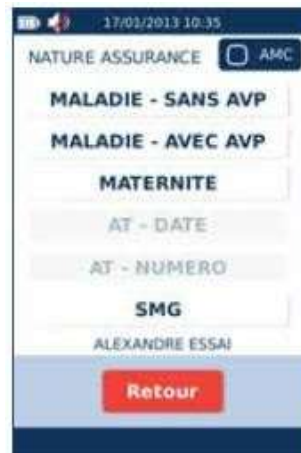 17/01/2013 10:35
NATURE ASSURANCE AMC
MALADIE - SANS AVP
MALADIE - AVEC AVP
MATERNITE
AT - DATE
AT - NUMERO
SMG
ALEXANDRE ESSAI
Retour